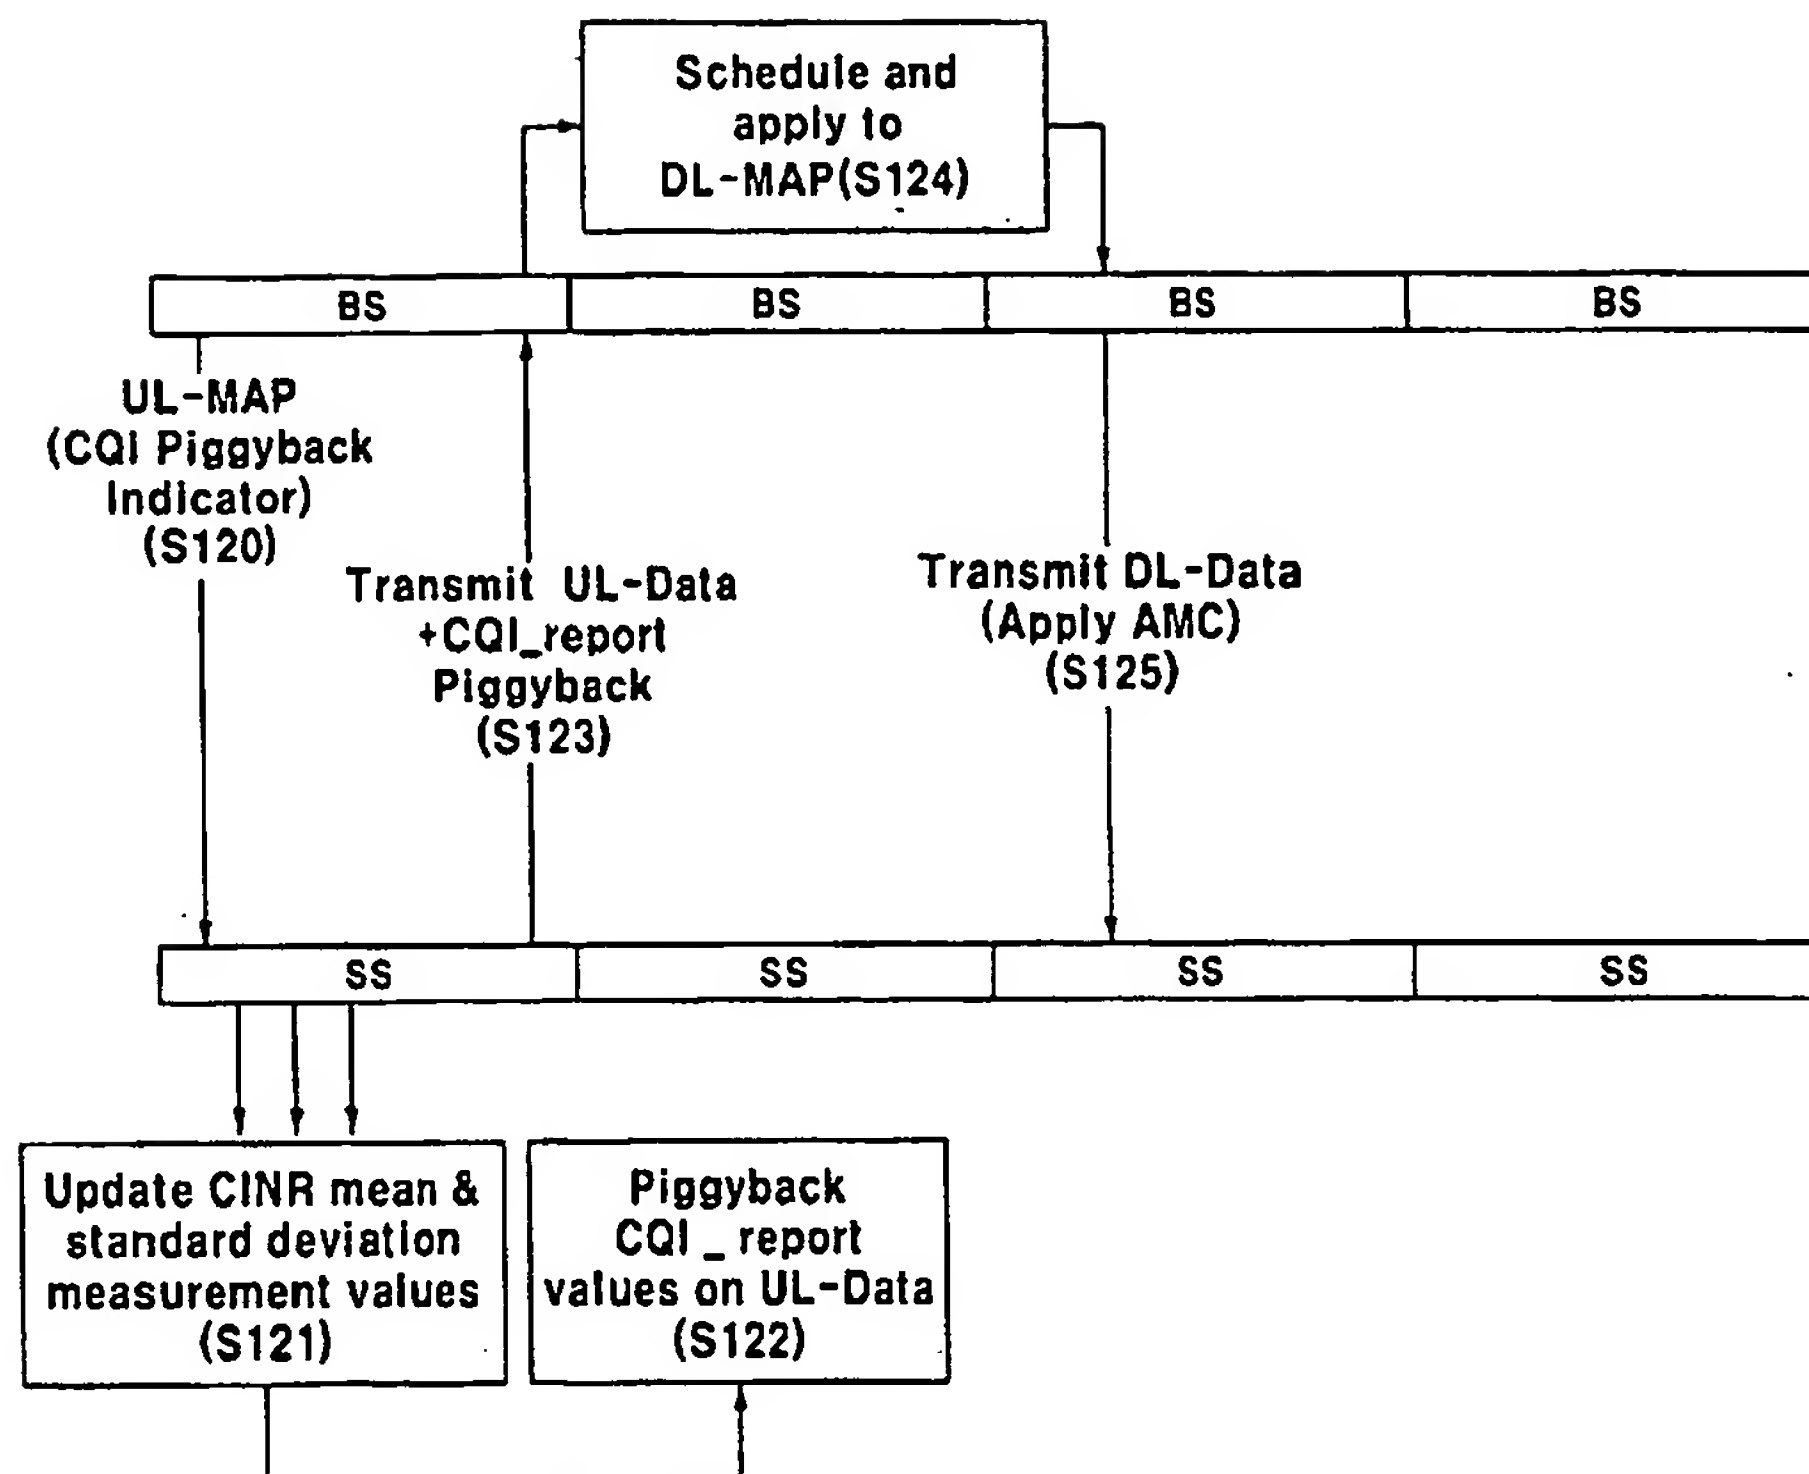 Schedule and
apply to
DL-MAP(S124)
BS
BS
BS
BS
UL-MAP
(CQI Piggyback
Indicator)
(S120)
Transmit UL-Data
+CQI_report
Piggyback
(S123)
Transmit DL-Data
(Apply AMC)
(S125)
SS
SS
SS
SS
Update CINR mean &
standard deviation
measurement values
(S121)
Piggyback
CQI_report
values on UL-Data
(S122)